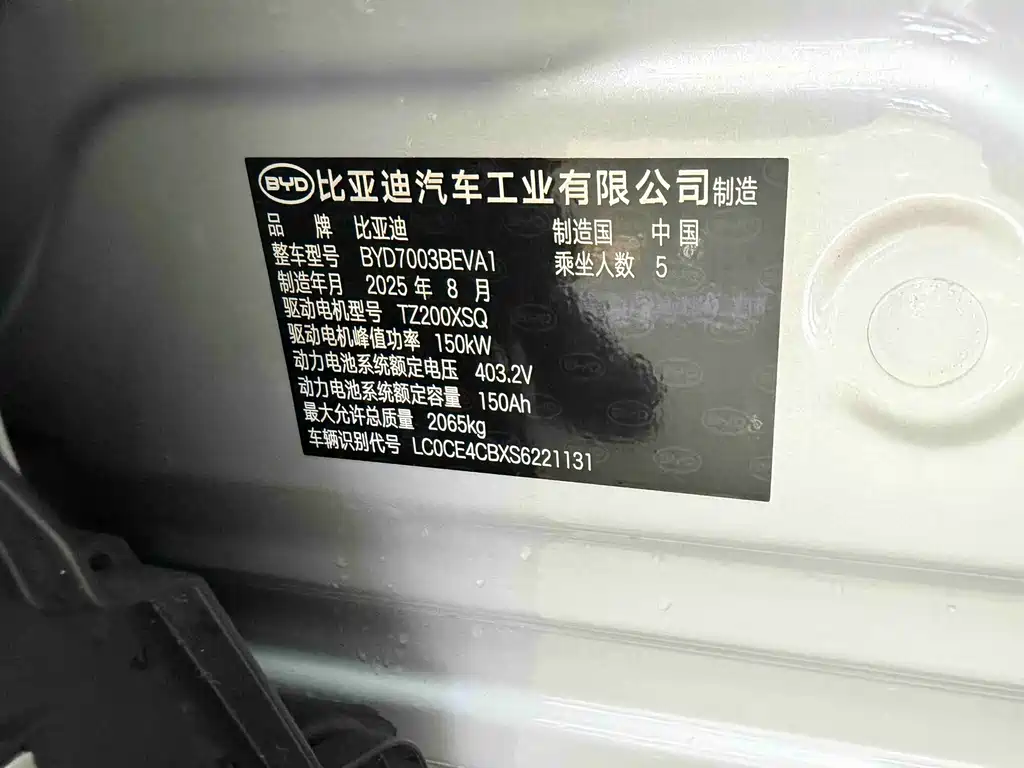 BYD 比亚迪汽车工业有限公司制造
品 牌 比亚迪 制造国 中国
整车型号 BYD7003BEVA1 乘坐人数 5
制造年月 2025 年 8 月
驱动电机型号 TZ200XSQ
驱动电机峰值功率 150kW
动力电池系统额定电压 403.2V
动力电池系统额定容量 150Ah
最大允许总质量 2065kg
车辆识别代号 LC0CE4CBXS6221131